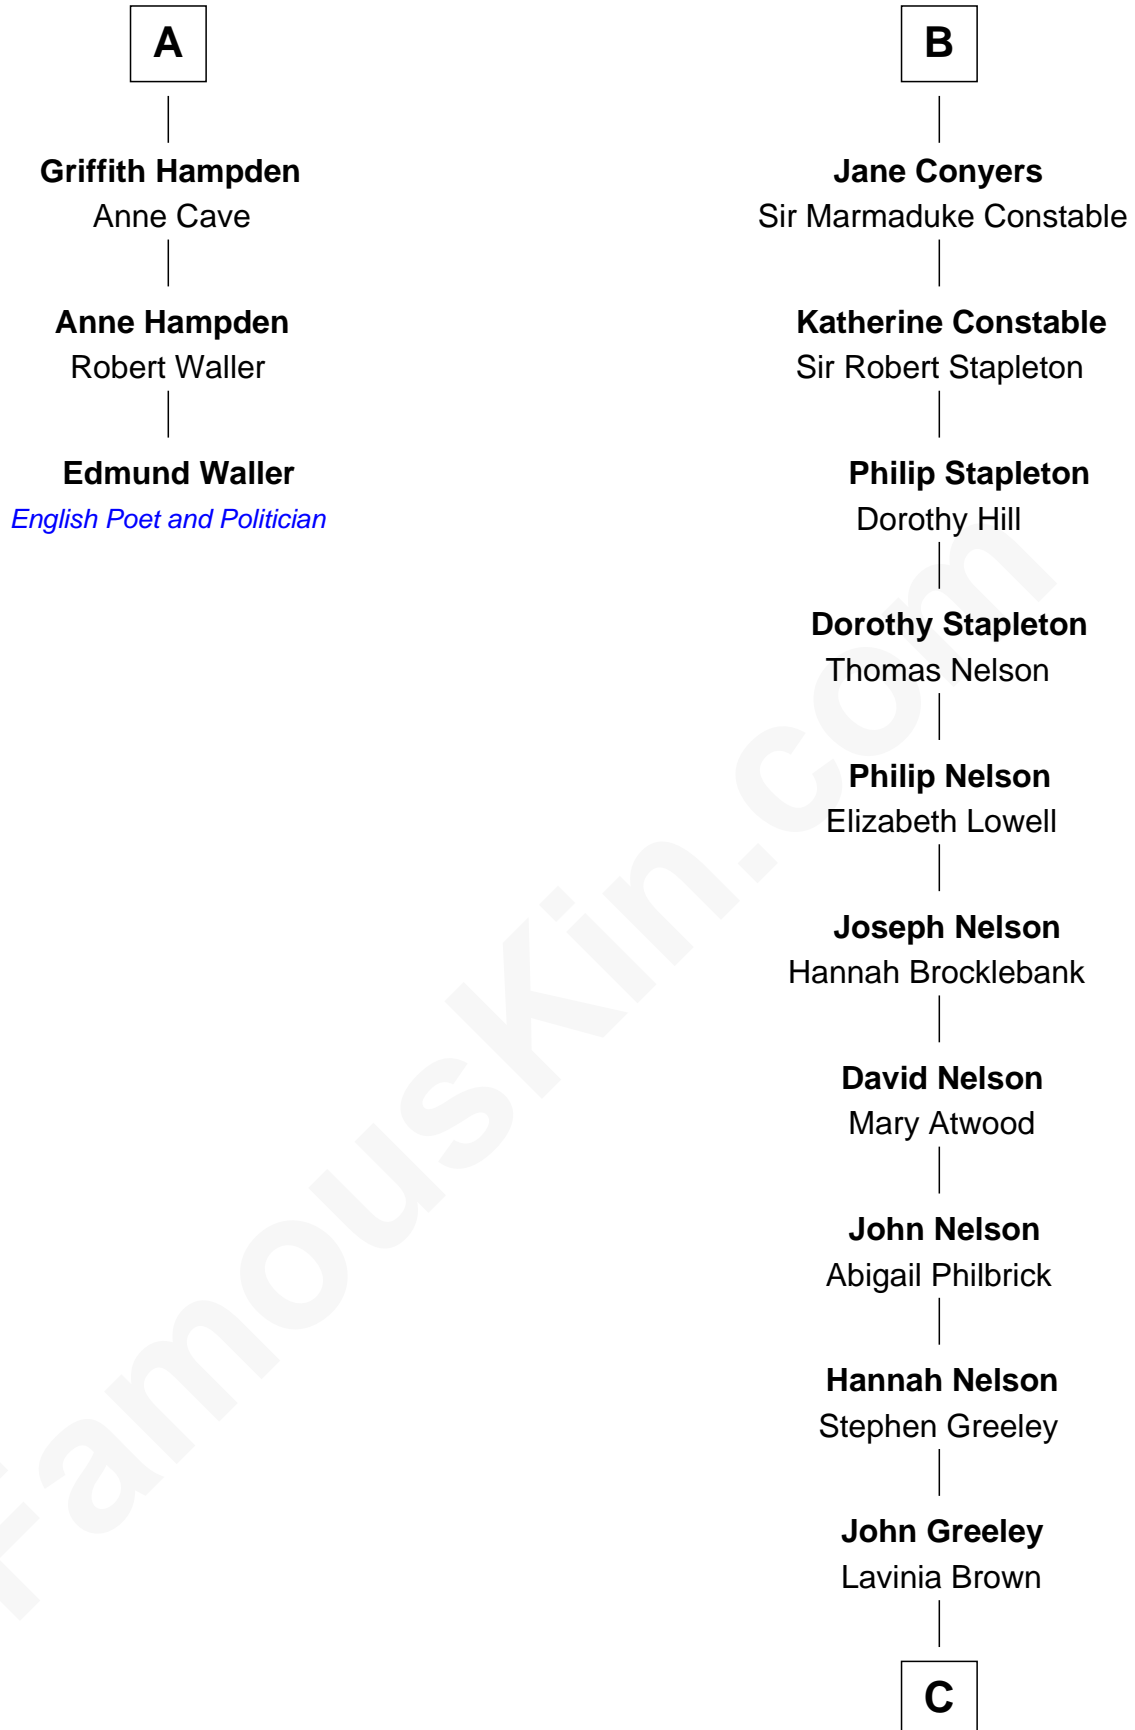 A
Griffith Hampden
Anne Cave
Anne Hampden
Robert Waller
Edmund Waller
English Poet and Politician
B
Jane Conyers
Sir Marmaduke Constable
Katherine Constable
Sir Robert Stapleton
Philip Stapleton
Dorothy Hill
Dorothy Stapleton
Thomas Nelson
Philip Nelson
Elizabeth Lowell
Joseph Nelson
Hannah Brocklebank
David Nelson
Mary Atwood
John Nelson
Abigail Philbrick
Hannah Nelson
Stephen Greeley
John Greeley
Lavinia Brown
C
FamousKin.com